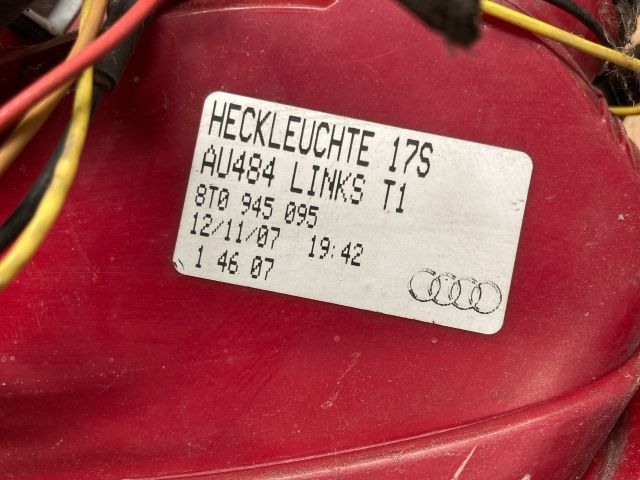 HECKLEUCHTE 17S
AU484 LINKS T1
8T0 945 095
12/11/07 19:42
1 46 07